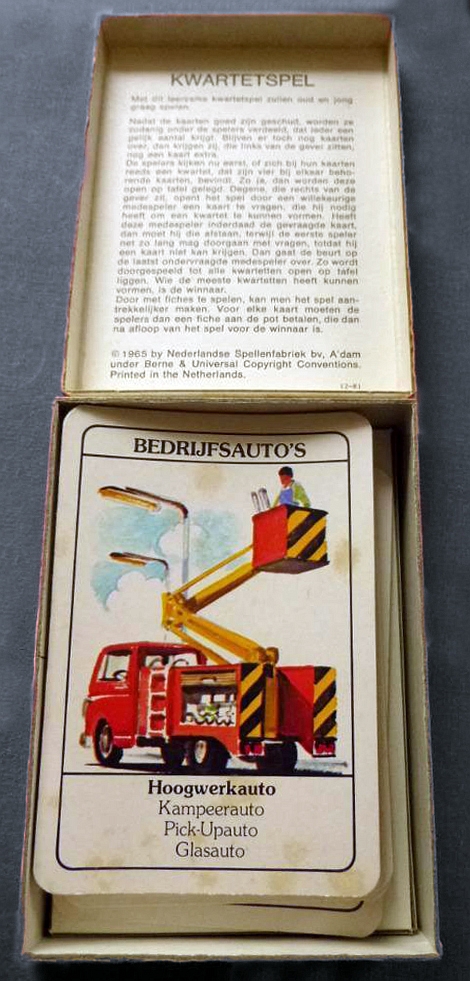 KWARTETSPEL
Met dit leerzame kwartetspel zullen oud en jong
graag spelen.
Nadat de kaarten goed zijn geschud, worden ze
zodanig onder de spelers verdeeld, dat ieder een
gelijk aantal krijgt. Blijven er toch nog kaarten
over, dan krijgen zij, die links van de gever zitten,
nog een kaart extra.
De spelers kijken nu eerst, of zich bij hun kaarten
reeds een kwartet, dat zijn vier bij elkaar beho-
rende kaarten, bevindt. Zo ja, dan worden deze
open op tafel gelegd. Degene, die rechts van de
gever zit, opent het spel door een willekeurige
medespeler een kaart te vragen, die hij nodig
heeft om een kwartet te kunnen vormen. Heeft
deze medespeler inderdaad de gevraagde kaart,
dan moet hij die afstaan, terwijl de eerste speler
net zo lang mag doorgaan met vragen, totdat hij
een kaart niet kan krijgen. Dan gaat de beurt op
de laatst ondervraagde medespeler over. Zo wordt
doorgespeeld tot alle kwartetten open op tafel
liggen. Wie de meeste kwartetten heeft kunnen
vormen, is de winnaar.
Door met fiches te spelen, kan men het spel aan-
trekkelijker maken. Voor elke kaart moeten de
spelers dan een fiche aan de pot betalen, die dan
na afloop van het spel voor de winnaar is.
© 1965 by Nederlandse Spellenfabriek bv, A'dam
under Berne & Universal Copyright Conventions.
Printed in the Netherlands.
12-81
BEDRIJFSAUTO'S
Hoogwerkauto
Kampeerauto
Pick-Upauto
Glasauto